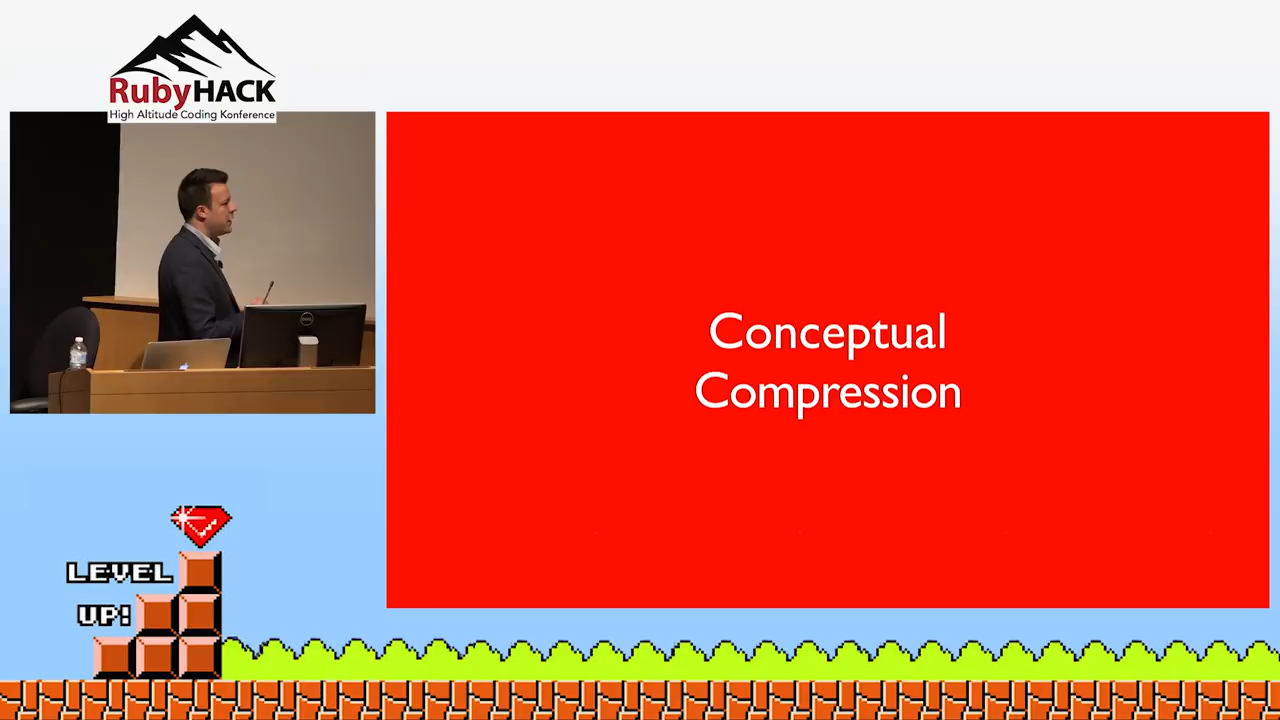 RubyHACK
High Altitude Coding Konference
Conceptual
Compression
LEVEL
UP!